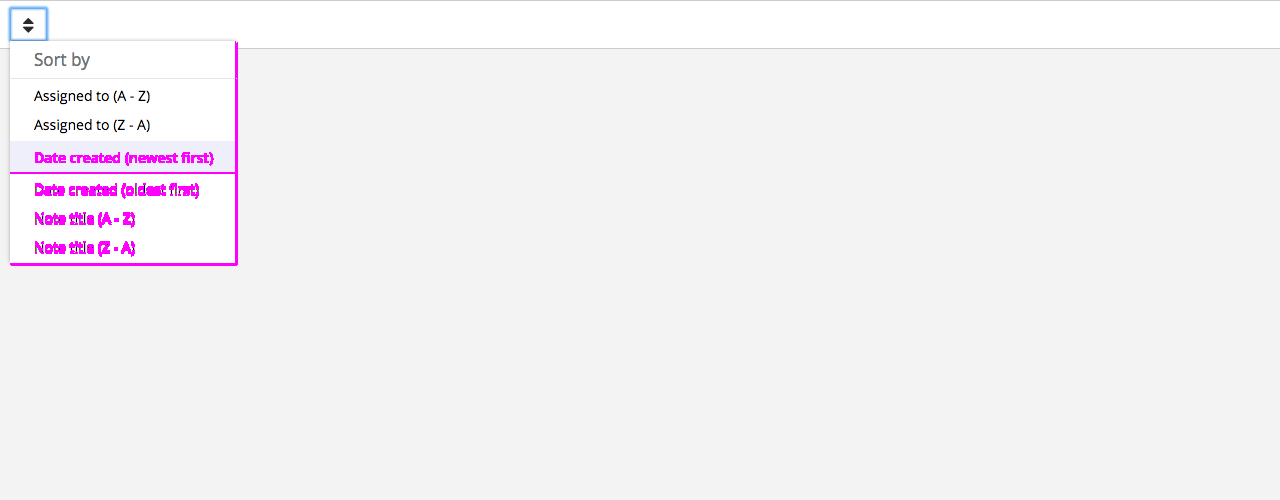 Sort by
Assigned to (A - Z)
Assigned to (Z - A)
Date created (newest first)
Date created (oldest first)
Note title (A - Z)
Note title (Z - A)